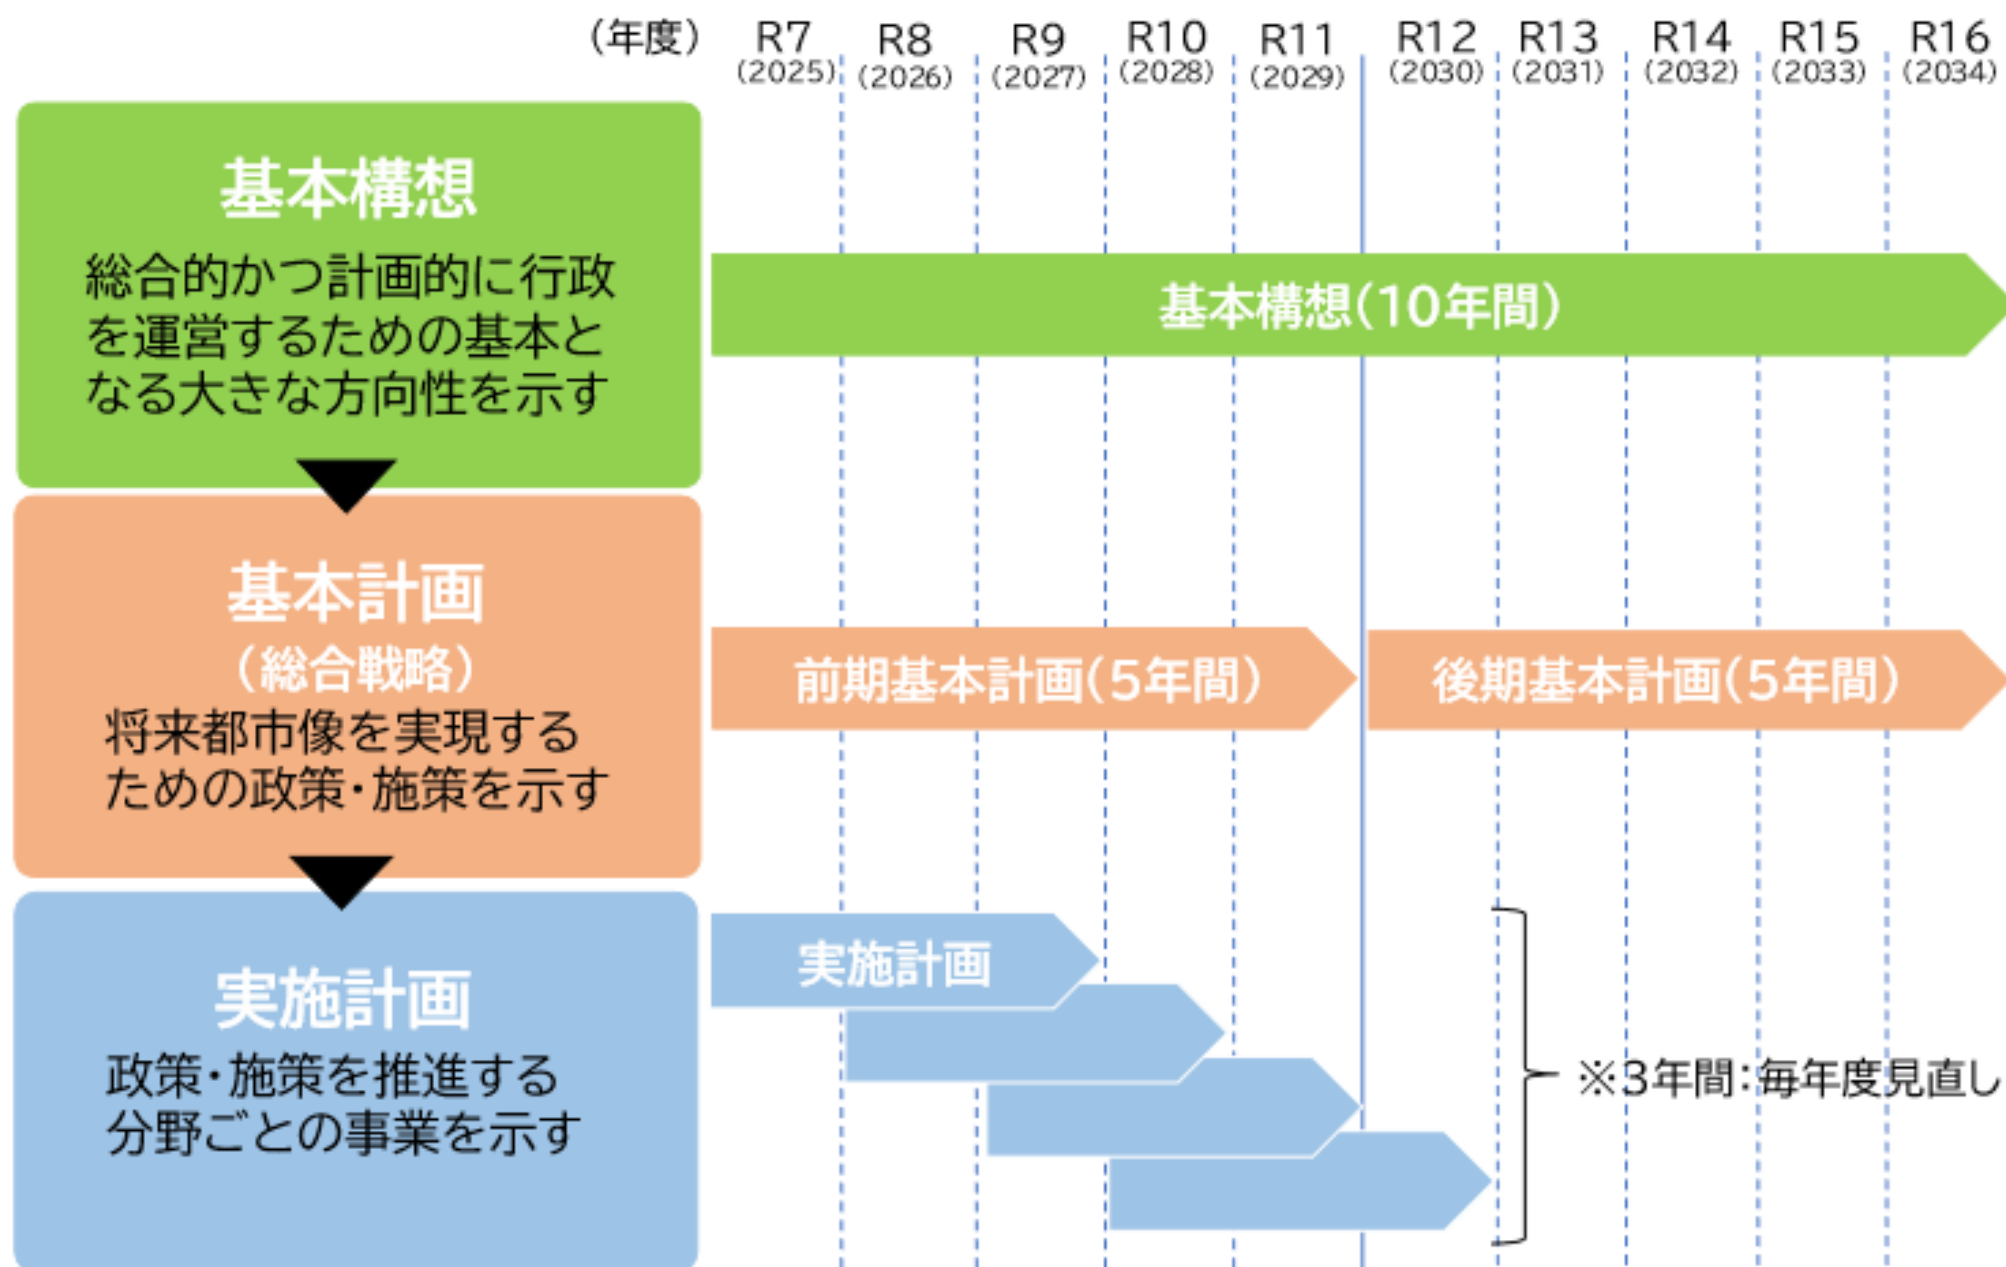 （年度） R7 R8 R9 R10 R11 R12 R13 R14 R15 R16
（2025）（2026）（2027）（2028）（2029）（2030）（2031）（2032）（2033）（2034）
基本構想
総合的かつ計画的に行政
を運営するための基本と
なる大きな方向性を示す
基本構想（10年間）
基本計画
（総合戦略）
将来都市像を実現する
ための政策・施策を示す
前期基本計画（5年間）
後期基本計画（5年間）
実施計画
政策・施策を推進する
分野ごとの事業を示す
実施計画
※3年間：毎年度見直し